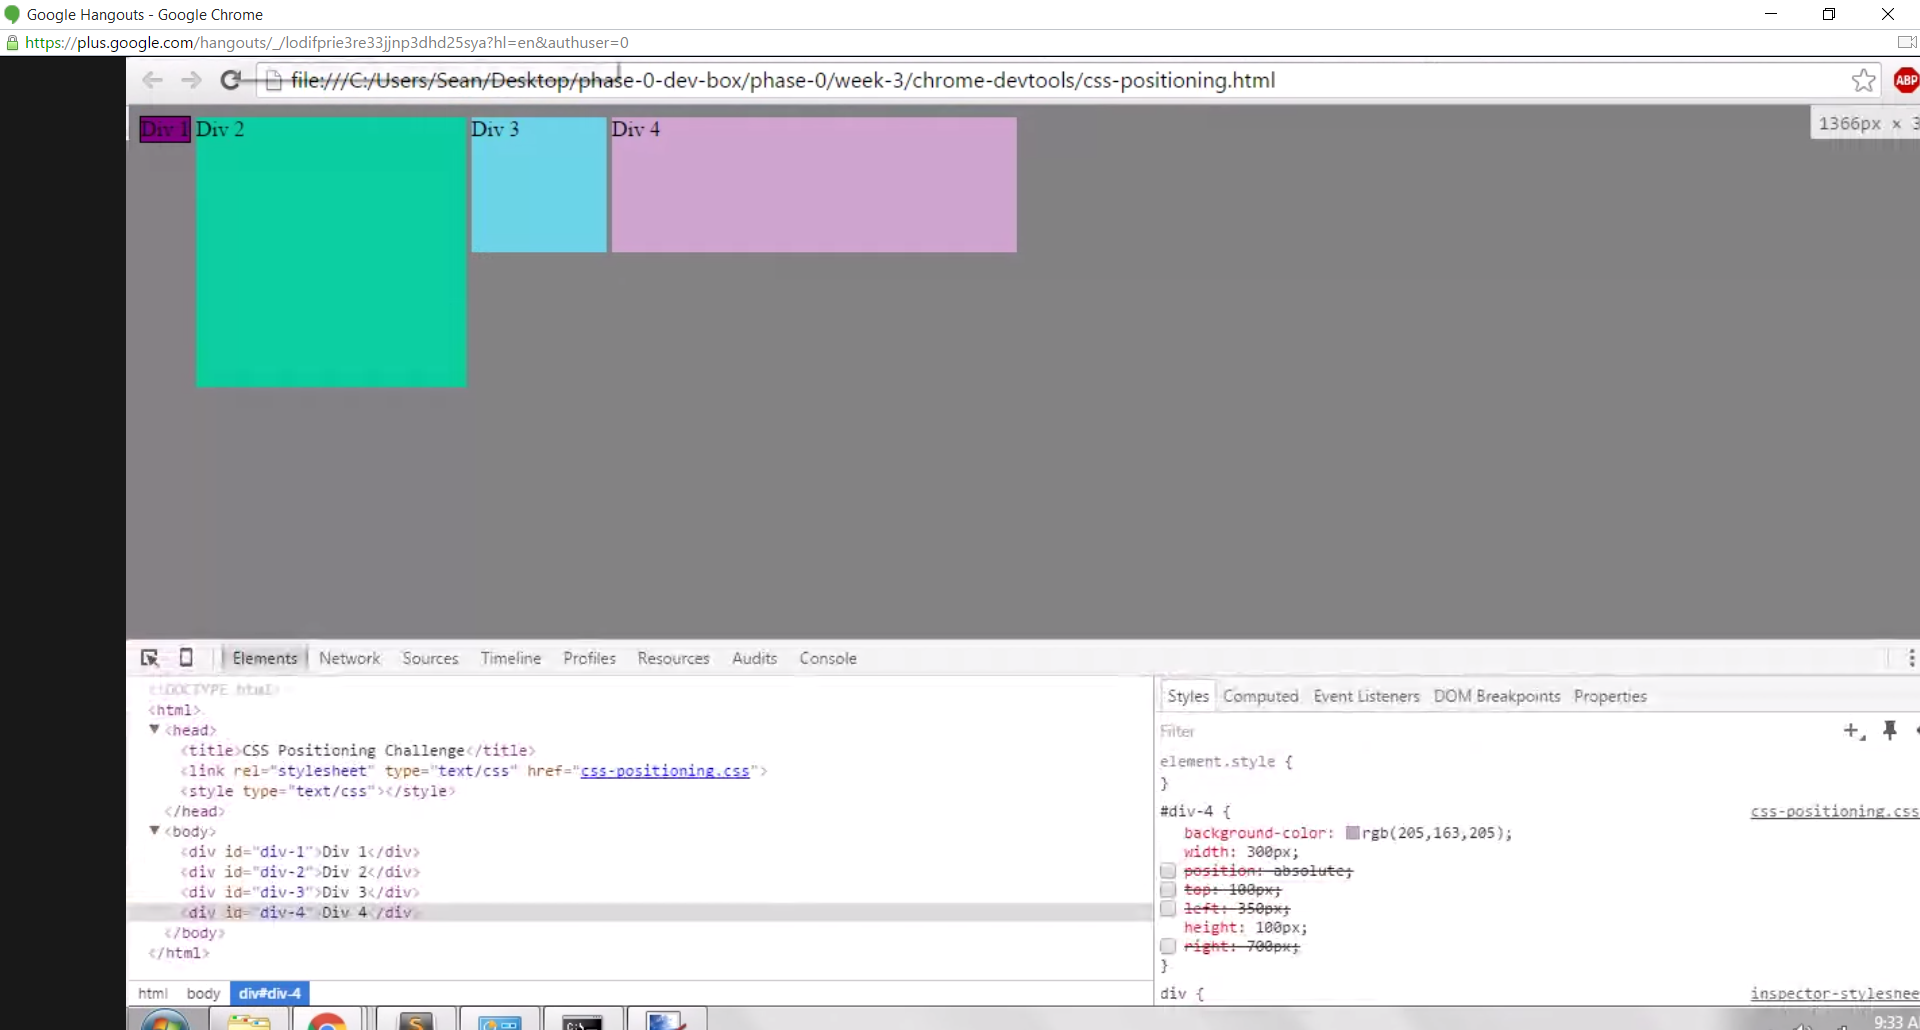 Google Hangouts - Google Chrome
https://plus.google.com/hangouts/_/lodifprie3re33jjnp3dhd25sya?hl=en&authuser=0
file:///C:/Users/Sean/Desktop/phase-0-dev-box/phase-0/week-3/chrome-devtools/css-positioning.html
ABP
Div 1 Div 2 Div 3 Div 4
1366px × 3
Elements Network Sources Timeline Profiles Resources Audits Console
<!DOCTYPE html>
<html>
<head>
<title>CSS Positioning Challenge</title>
<link rel="stylesheet" type="text/css" href="css-positioning.css">
<style type="text/css"></style>
</head>
<body>
<div id="div-1">Div 1</div>
<div id="div-2">Div 2</div>
<div id="div-3">Div 3</div>
<div id="div-4">Div 4</div>
</body>
</html>
html body div#div-4
Styles Computed Event Listeners DOM Breakpoints Properties
Filter
element.style {
}
#div-4 { css-positioning.css
background-color: rgb(205,163,205);
width: 300px;
position: absolute;
top: 100px;
left: 350px;
height: 100px;
right: 700px;
}
div { inspector-styleshee
9:33 A